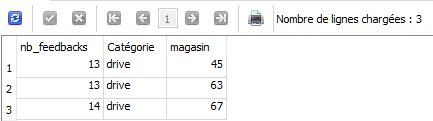 1 Nombre de lignes chargées : 3
nb_feedbacks Catégorie magasin
1 13 drive 45
2 13 drive 63
3 14 drive 67